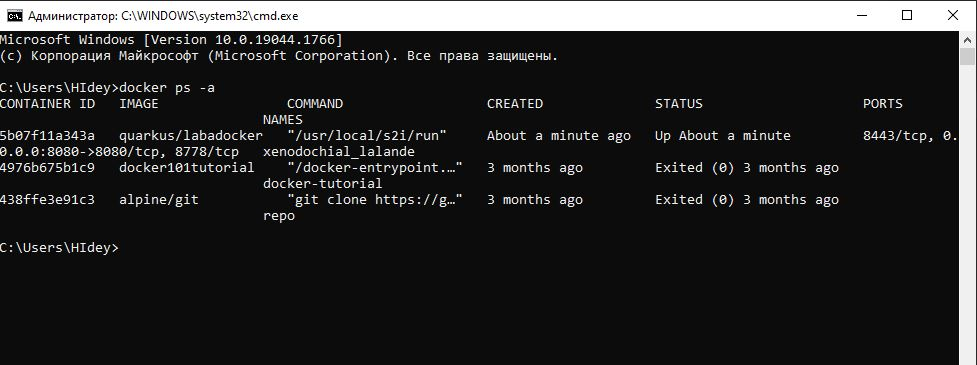 Администратор: C:\WINDOWS\system32\cmd.exe
Microsoft Windows [Version 10.0.19044.1766]
(c) Корпорация Майкрософт (Microsoft Corporation). Все права защищены.
C:\Users\HIdey>docker ps -a
CONTAINER ID   IMAGE                COMMAND                  CREATED              STATUS                    PORTS
                                 NAMES
5b07f11a343a   quarkus/labadocker   "/usr/local/s2i/run"     About a minute ago   Up About a minute         8443/tcp, 0.
0.0.0:8080->8080/tcp, 8778/tcp   xenodochial_lalande
4976b675b1c9   docker101tutorial    "/docker-entrypoint.…"   3 months ago         Exited (0) 3 months ago
                                 docker-tutorial
438ffe3e91c3   alpine/git           "git clone https://g…"   3 months ago         Exited (0) 3 months ago
                                 repo
C:\Users\HIdey>